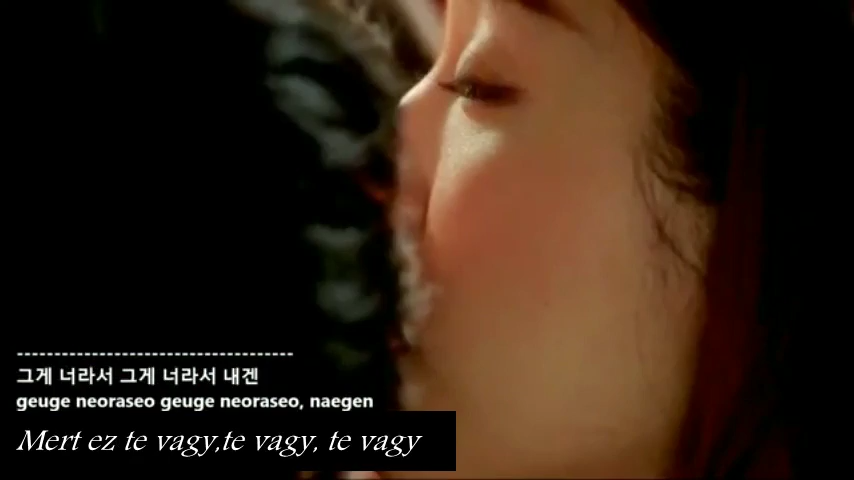 -------------------------------------
그게 너라서 그게 너라서 내겐
geuge neoraseo geuge neoraseo, naegen
Mert ez te vagy,te vagy, te vagy